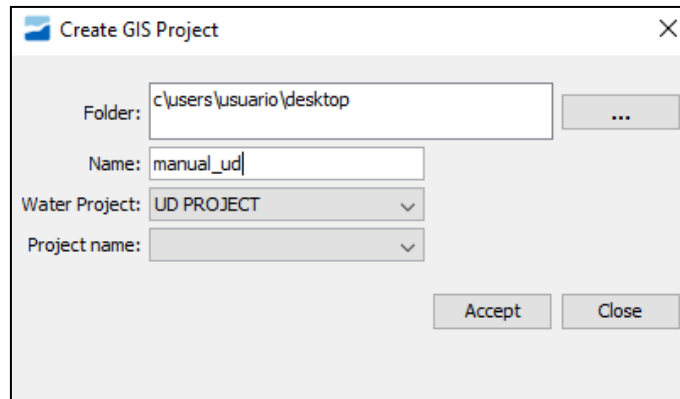 Create GIS Project
Folder: c\users\usuario\desktop ...
Name: manual_ud
Water Project: UD PROJECT
Project name:
Accept Close